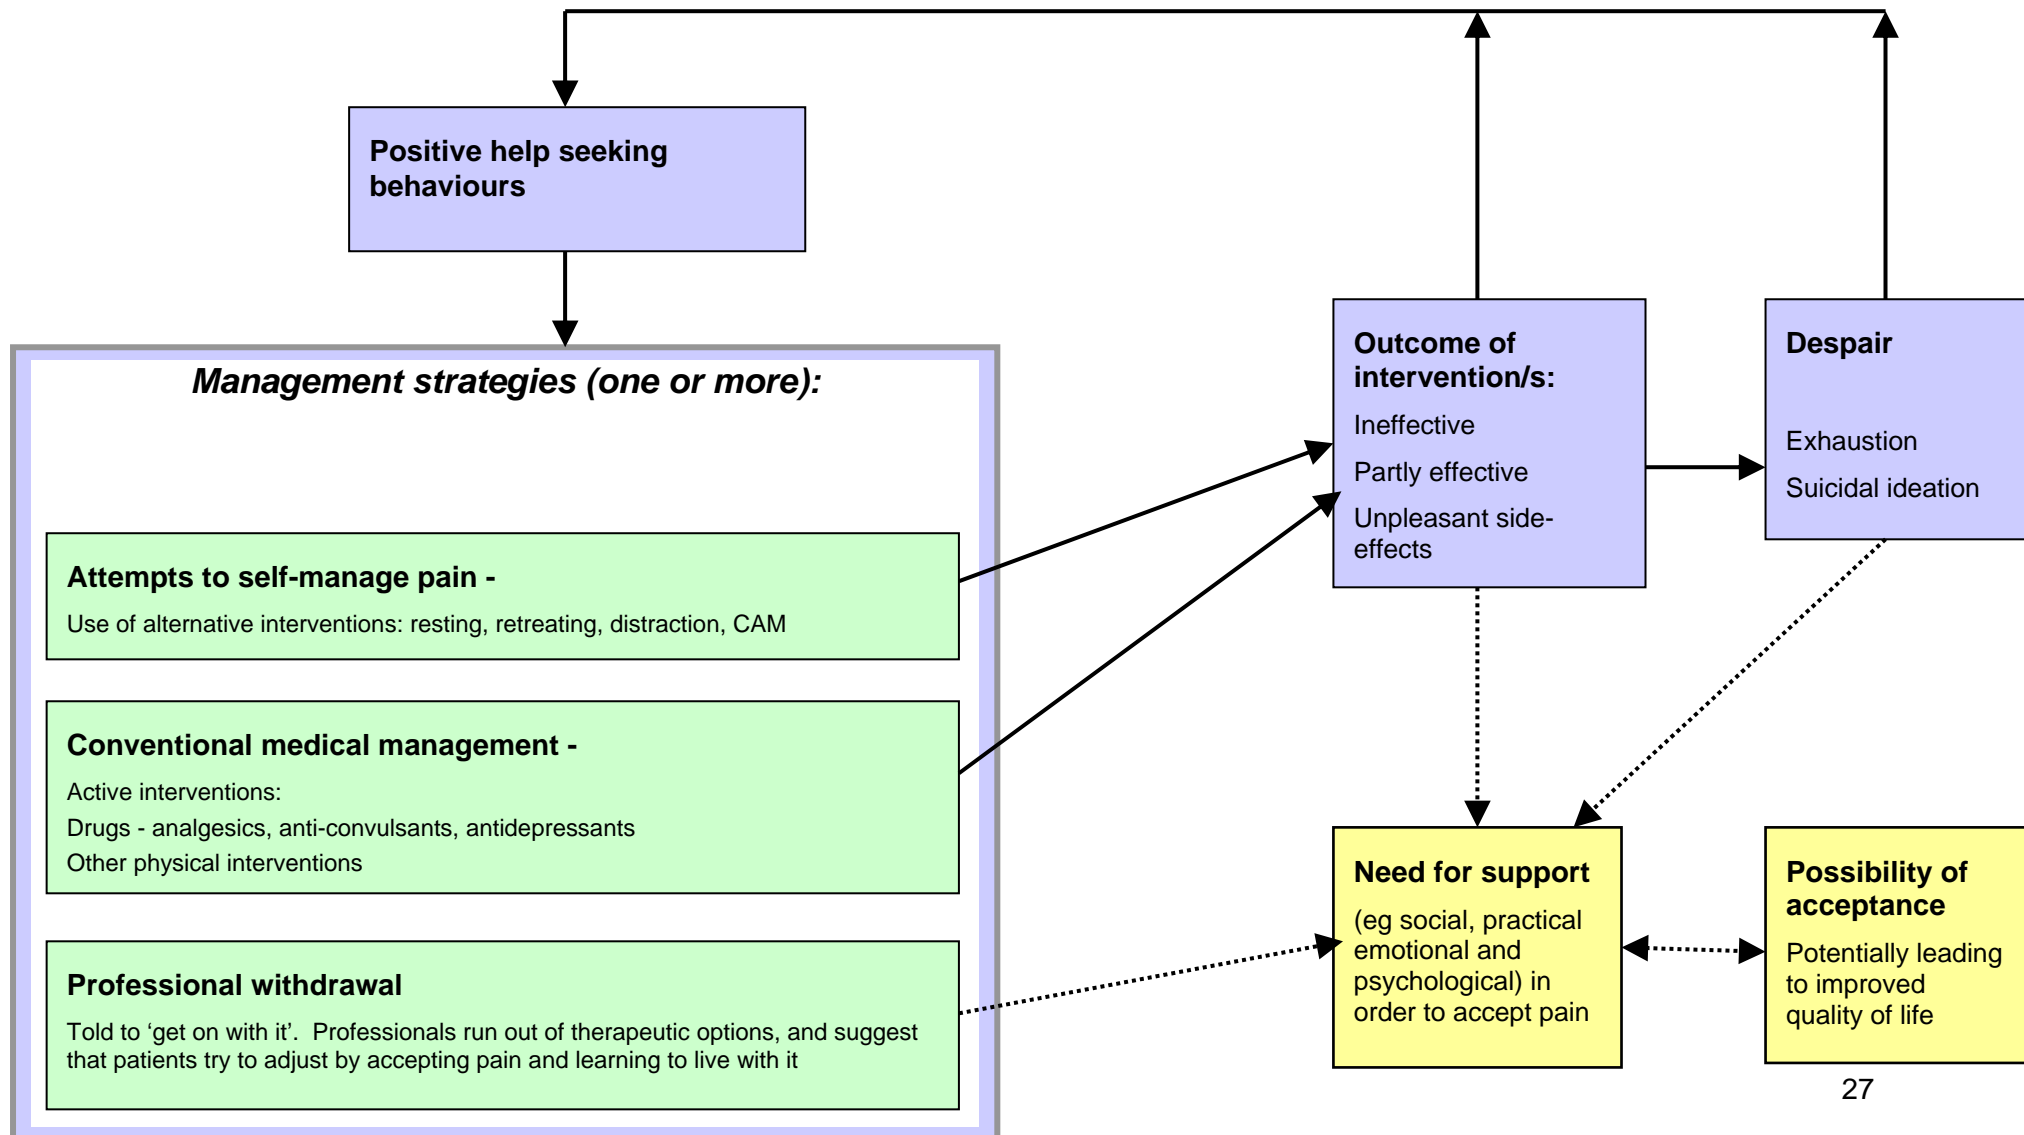 Positive help seeking
behaviours
Management strategies (one or more):
Attempts to self-manage pain -
Use of alternative interventions: resting, retreating, distraction, CAM
Conventional medical management -
Active interventions:
Drugs - analgesics, anti-convulsants, antidepressants
Other physical interventions
Professional withdrawal
Told to ‘get on with it’.  Professionals run out of therapeutic options, and suggest
that patients try to adjust by accepting pain and learning to live with it
Outcome of
intervention/s:
Ineffective
Partly effective
Unpleasant side-
effects
Despair
Exhaustion
Suicidal ideation
Need for support
(eg social, practical
emotional and
psychological) in
order to accept pain
Possibility of
acceptance
Potentially leading
to improved
quality of life
27